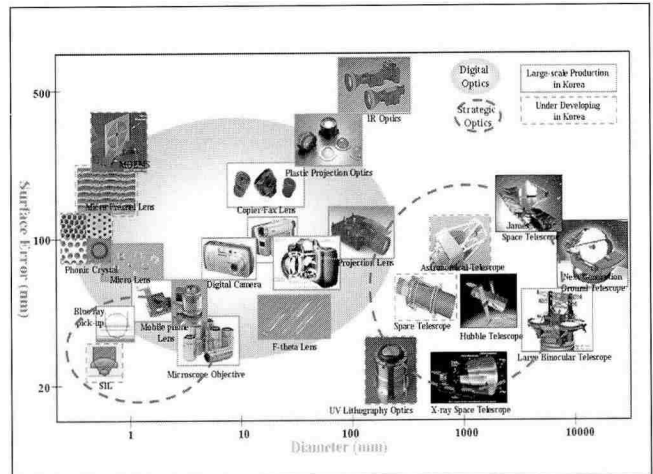 Surface Error (nm)
500
100
20
1
10
100
1000
10000
Diameter (mm)
Digital
Optics
Strategic
Optics
Large-scale Production
in Korea
Under Developing
in Korea
IR Optics
MOEMS
Plastic Projection Optics
Micro Fresnel Lens
Copier-Fax Lens
James
Space Telescope
Phonic Crystal
Micro Lens
Digital Camera
Projection Lens
Astronomical Telescope
Next Generation
Ground Telescope
Blue ray
pick-up
Mobile phone
Lens
F-theta Lens
Space Telescope
Hubble Telescope
Large Binocular Telescope
SIL
Microscope Objective
UV Lithography Optics
X-ray Space Telescope